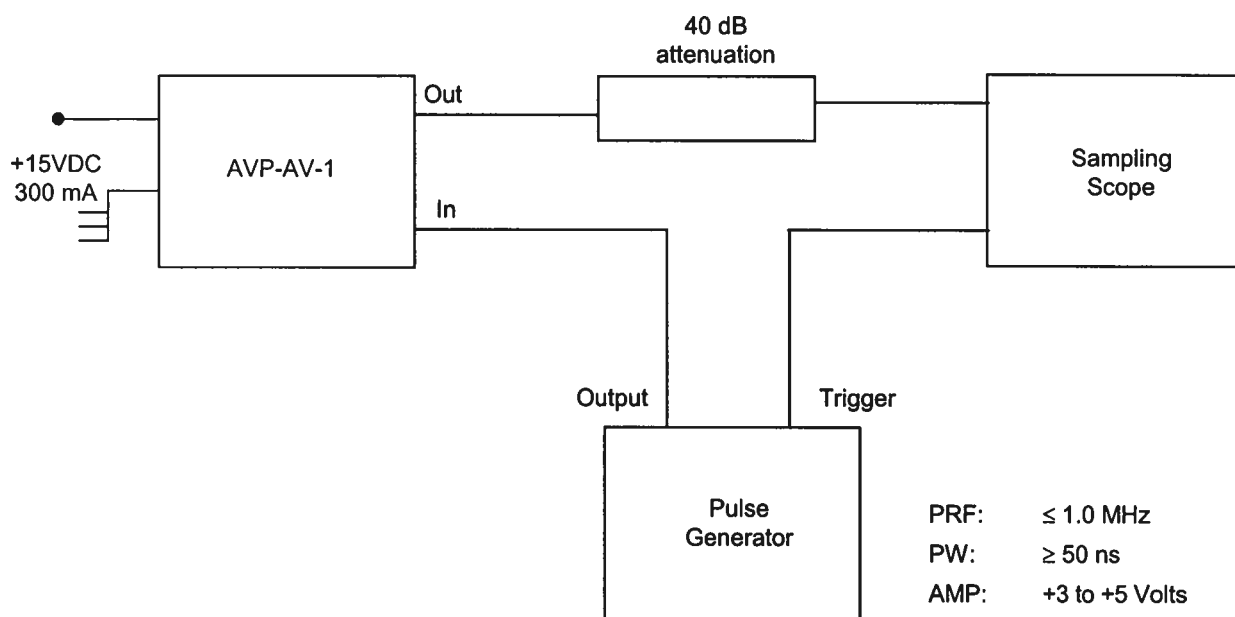 40 dB
attenuation
Out
+15VDC
300 mA
AVP-AV-1
Sampling
Scope
In
Output
Trigger
Pulse
Generator
PRF: ≤ 1.0 MHz
PW: ≥ 50 ns
AMP: +3 to +5 Volts